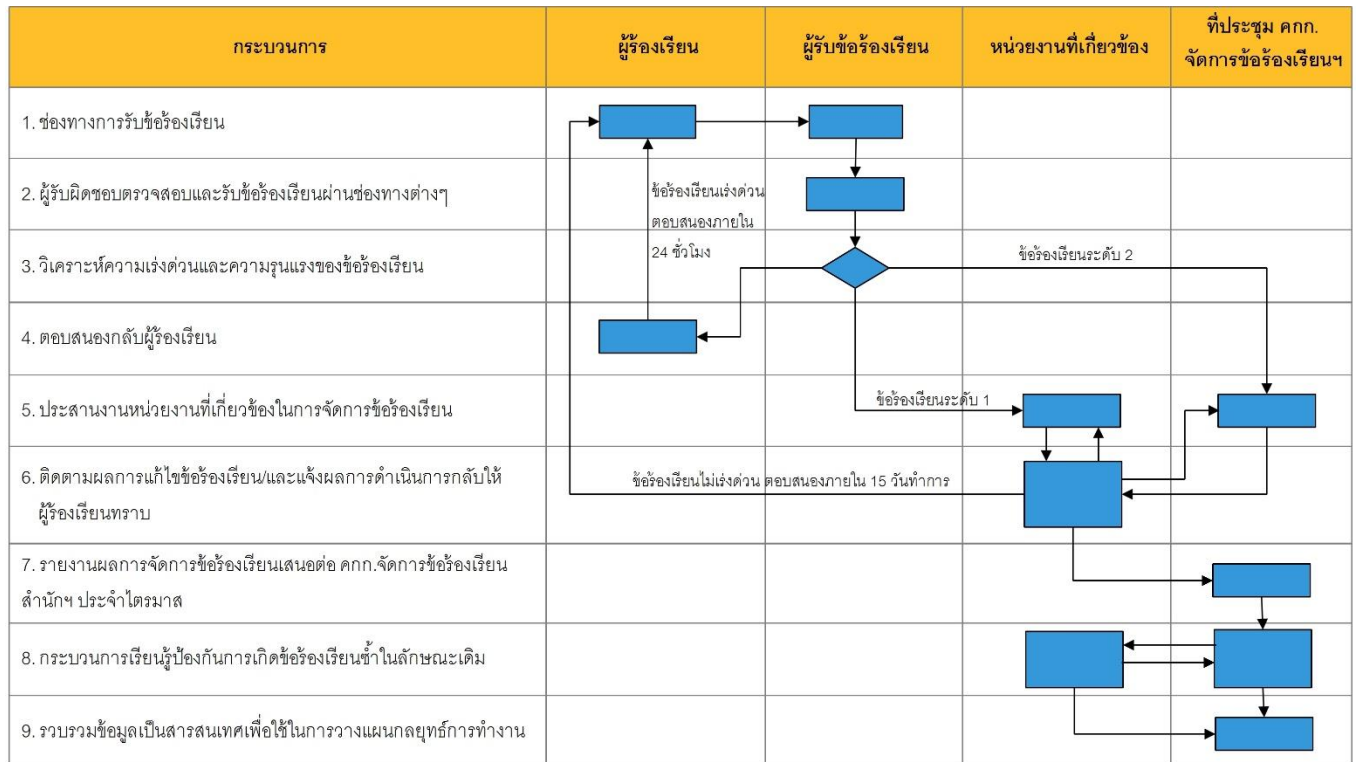 กระบวนการ
ผู้ร้องเรียน
ผู้รับข้อร้องเรียน
หน่วยงานที่เกี่ยวข้อง
ที่ประชุม คกก.
จัดการข้อร้องเรียนฯ
1. ช่องทางการรับข้อร้องเรียน
2. ผู้รับผิดชอบตรวจสอบและรับข้อร้องเรียนผ่านช่องทางต่างๆ
ข้อร้องเรียนเร่งด่วน
ตอบสนองภายใน
24 ชั่วโมง
3. วิเคราะห์ความเร่งด่วนและความรุนแรงของข้อร้องเรียน
ข้อร้องเรียนระดับ 2
4. ตอบสนองกลับผู้ร้องเรียน
5. ประสานงานหน่วยงานที่เกี่ยวข้องในการจัดการข้อร้องเรียน
ข้อร้องเรียนระดับ 1
6. ติดตามผลการแก้ไขข้อร้องเรียน/และแจ้งผลการดำเนินการกลับให้
ผู้ร้องเรียนทราบ
ข้อร้องเรียนไม่เร่งด่วน ตอบสนองภายใน 15 วันทำการ
7. รายงานผลการจัดการข้อร้องเรียนเสนอต่อ คกก.จัดการข้อร้องเรียน
สำนักฯ ประจำไตรมาส
8. กระบวนการเรียนรู้ป้องกันการเกิดข้อร้องเรียนซ้ำในลักษณะเดิม
9. รวบรวมข้อมูลเป็นสารสนเทศเพื่อใช้ในการวางแผนกลยุทธ์การทำงาน